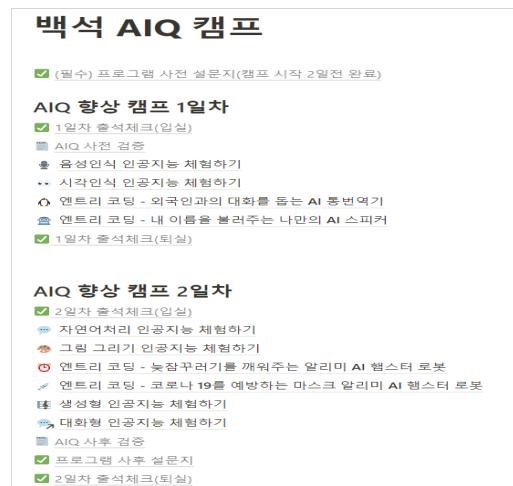 백석 AIQ 캠프
(필수) 프로그램 사전 설문지(캠프 시작 2일전 완료)
AIQ 향상 캠프 1일차
1일차 출석체크(입실)
AIQ 사전 검증
음성인식 인공지능 체험하기
시각인식 인공지능 체험하기
엔트리 코딩 - 외국인과의 대화를 돕는 AI 통번역기
엔트리 코딩 - 내 이름을 불러주는 나만의 AI 스피커
1일차 출석체크(퇴실)
AIQ 향상 캠프 2일차
2일차 출석체크(입실)
자연어처리 인공지능 체험하기
그림 그리기 인공지능 체험하기
엔트리 코딩 - 늦잠꾸러기를 깨워주는 알리미 AI 햄스터 로봇
엔트리 코딩 - 코로나 19를 예방하는 마스크 알리미 AI 햄스터 로봇
생성형 인공지능 체험하기
대화형 인공지능 체험하기
AIQ 사후 검증
프로그램 사후 설문지
2일차 출석체크(퇴실)